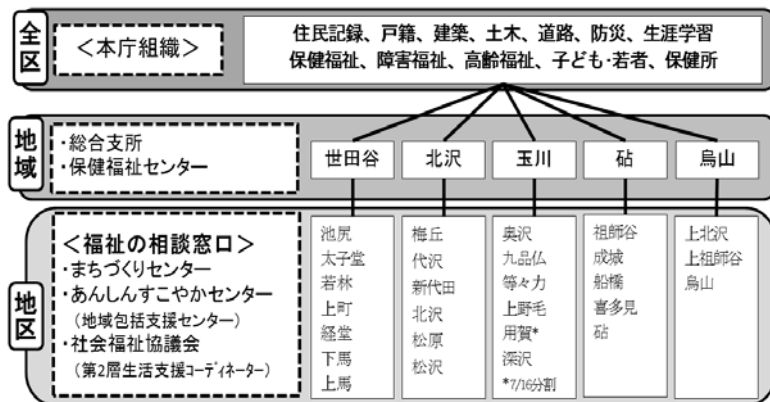 全区
＜本庁組織＞
住民記録、戸籍、建築、土木、道路、防災、生涯学習
保健福祉、障害福祉、高齢福祉、子ども・若者、保健所
地域
・総合支所
・保健福祉センター
世田谷
北沢
玉川
砧
烏山
地区
＜福祉の相談窓口＞
・まちづくりセンター
・あんしんすこやかセンター
（地域包括支援センター）
・社会福祉協議会
（第2層生活支援コーディネーター）
池尻
太子堂
若林
上町
経堂
下馬
上馬
梅丘
代沢
新代田
北沢
松原
松沢
奥沢
九品仏
等々力
上野毛
用賀*
深沢
*7/16分割
祖師谷
成城
船橋
喜多見
砧
上北沢
上祖師谷
烏山